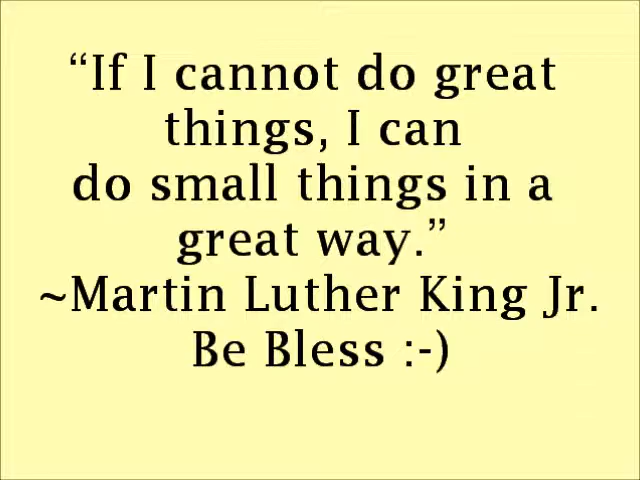 “If I cannot do great
things, I can
do small things in a
great way.”
~Martin Luther King Jr.
Be Bless :-)